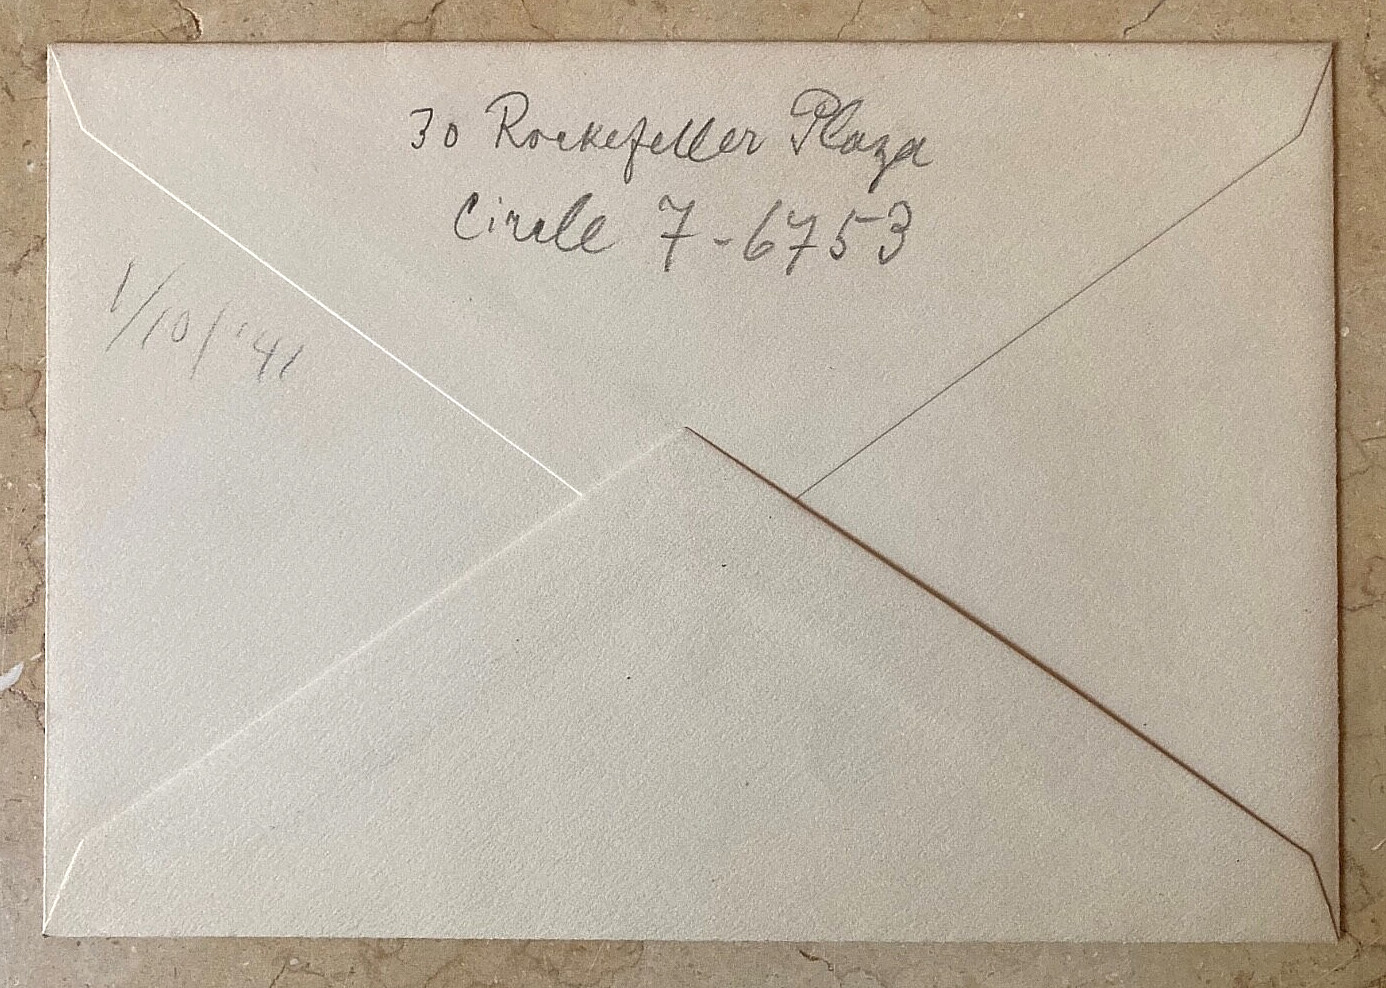 30 Rockefeller Plaza
Circle 7-6753
1/10/'41